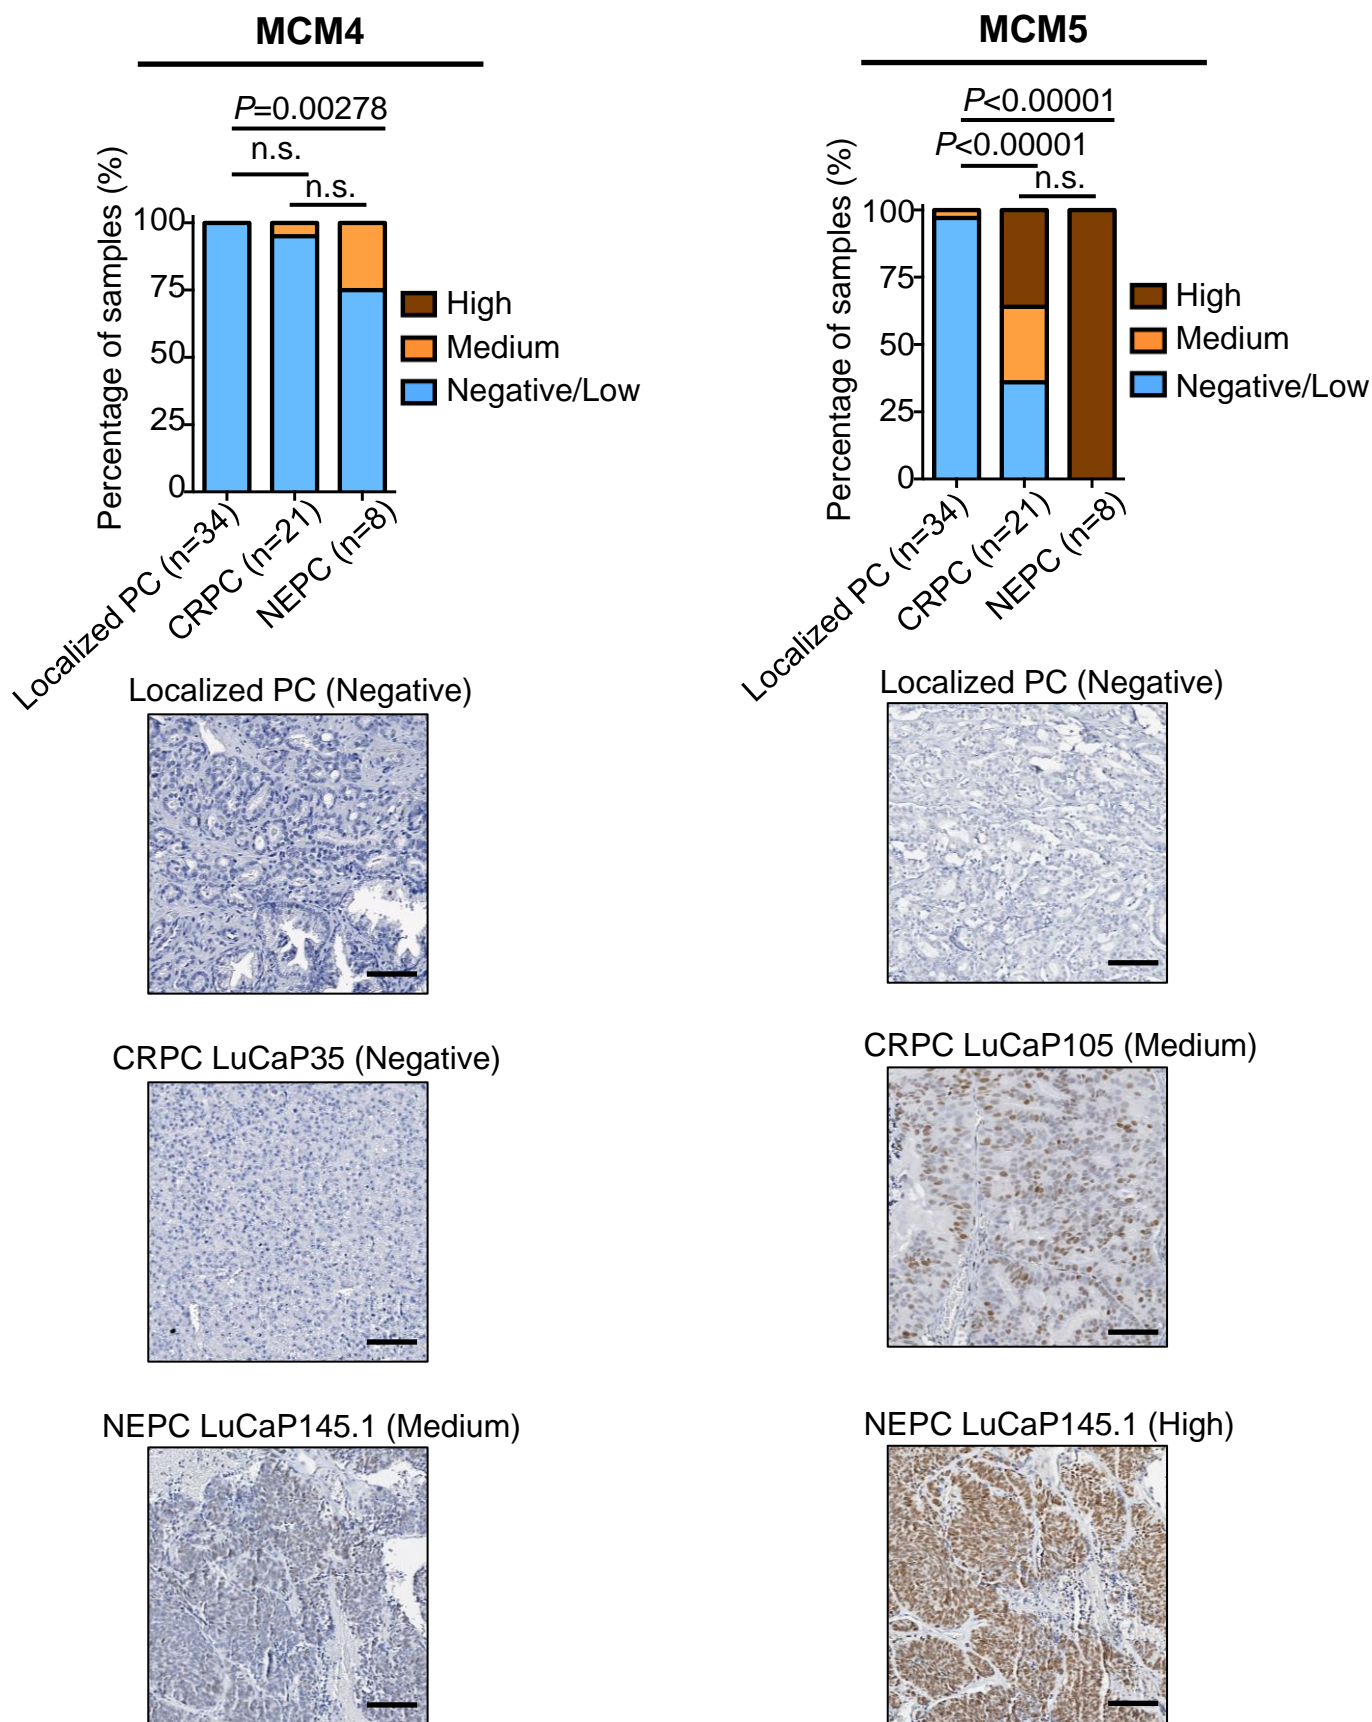 MCM4
P=0.00278
n.s.
n.s.
Percentage of samples (%)
100
75
50
25
0
High
Medium
Negative/Low
Localized PC (n=34)
CRPC (n=21)
NEPC (n=8)
Localized PC (Negative)
CRPC LuCaP35 (Negative)
NEPC LuCaP145.1 (Medium)
MCM5
P<0.00001
P<0.00001
n.s.
Percentage of samples (%)
100
75
50
25
0
High
Medium
Negative/Low
Localized PC (n=34)
CRPC (n=21)
NEPC (n=8)
Localized PC (Negative)
CRPC LuCaP105 (Medium)
NEPC LuCaP145.1 (High)